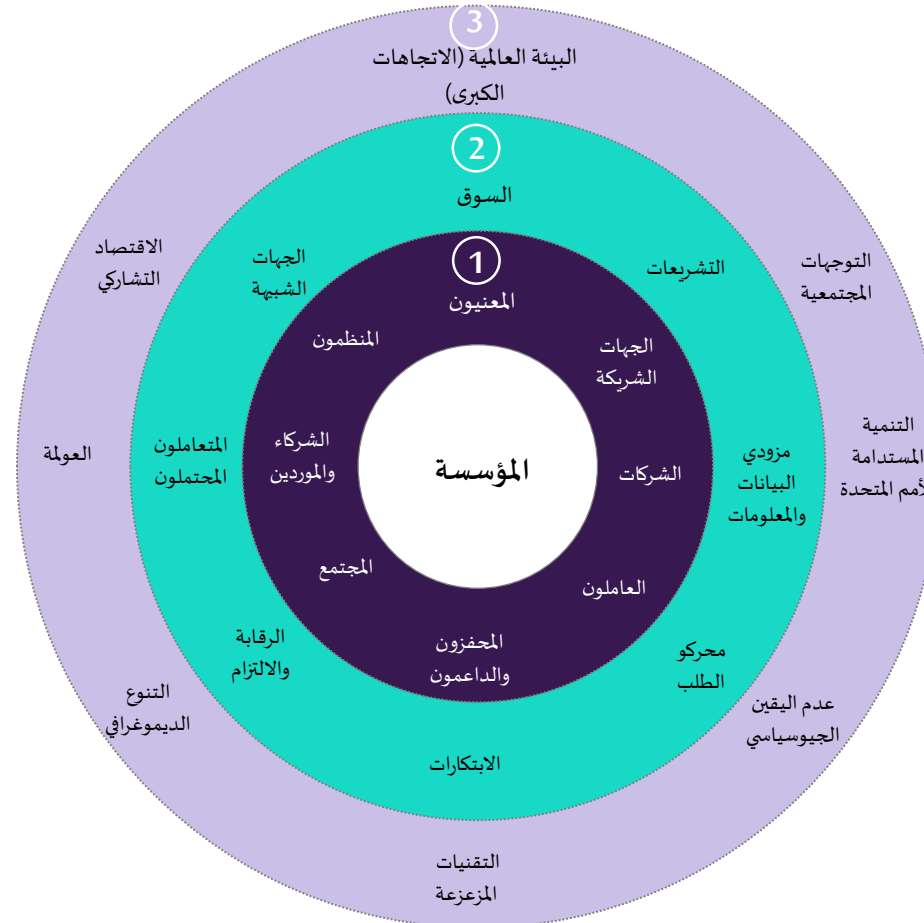 3
البيئة العالمية (الاتجاهات
الكبرى)
2
السوق
1
المعنيون
المؤسسة
الجهات
الشريكة
الشركات
العاملون
المحفزون
والداعمون
المجتمع
الشركاء
والموردين
المنظمون
التشريعات
مزودي
البيانات
والمعلومات
محركو
الطلب
الابتكارات
الرقابة
والالتزام
المتعاملون
المحتملون
الجهات
الشبيهة
التوجهات
المجتمعية
التنمية
المستدامة
المتحدة
عدم اليقين
الجيوسياسي
التقنيات
المزعزعة
التنوع
الديموغرافي
العولمة
الاقتصاد
التشاركي